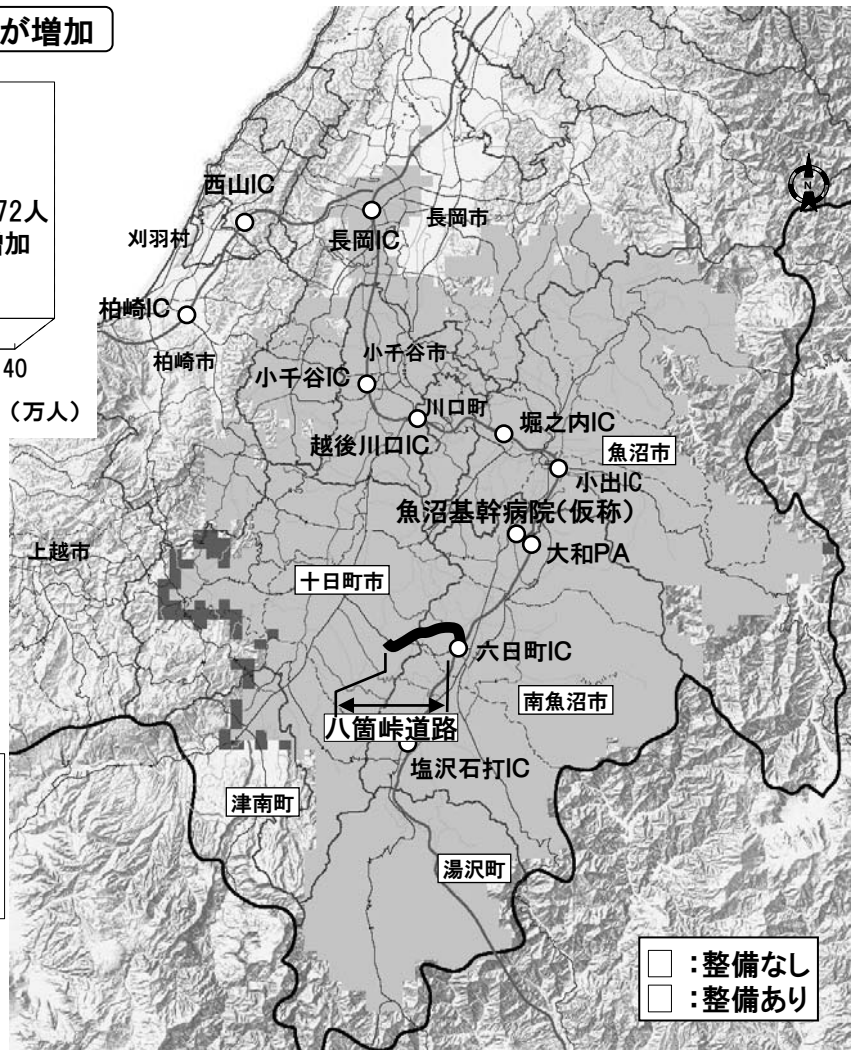 が増加
72人
増加
40
(万人)
西山IC
刈羽村
長岡IC
長岡市
N
柏崎IC
柏崎市
小千谷IC
小千谷市
川口町
越後川口IC
堀之内IC
魚沼市
小出IC
魚沼基幹病院(仮称)
大和PA
上越市
十日町市
六日町IC
南魚沼市
八箇峠道路
塩沢石打IC
津南町
湯沢町
:整備なし
:整備あり